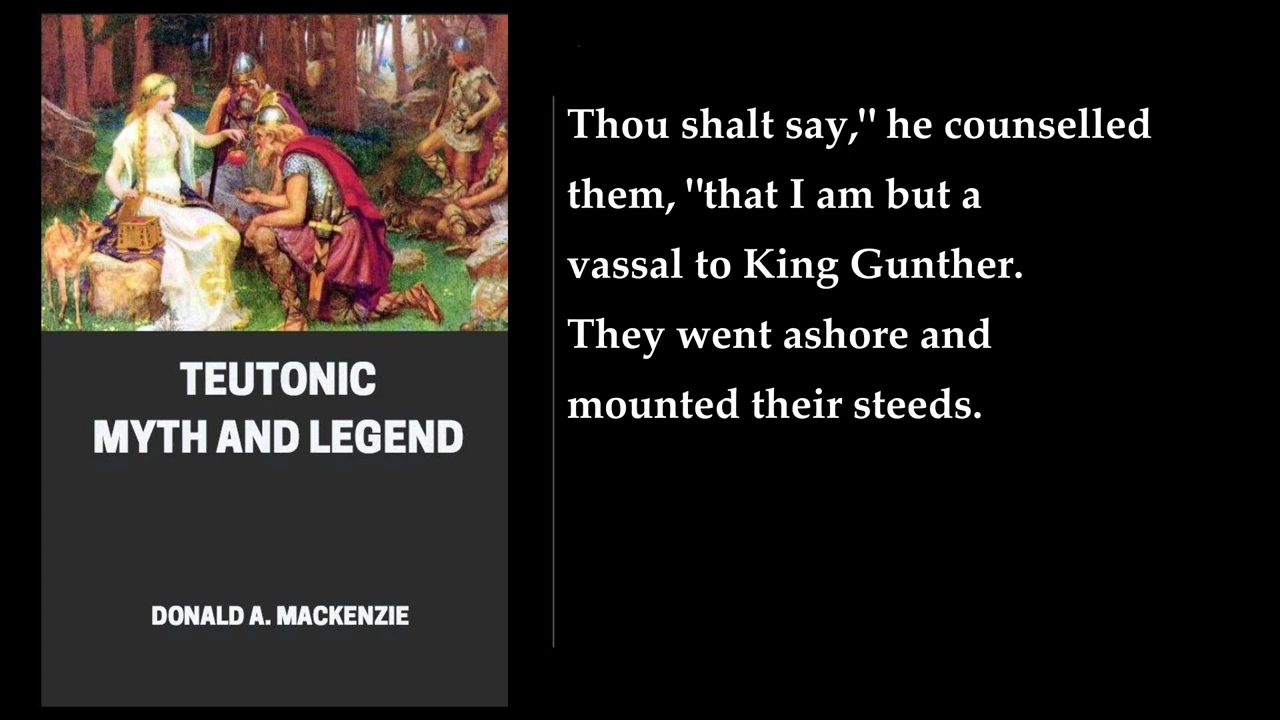 TEUTONIC
MYTH AND LEGEND
DONALD A. MACKENZIE
Thou shalt say," he counselled
them, "that I am but a
vassal to King Gunther.
They went ashore and
mounted their steeds.